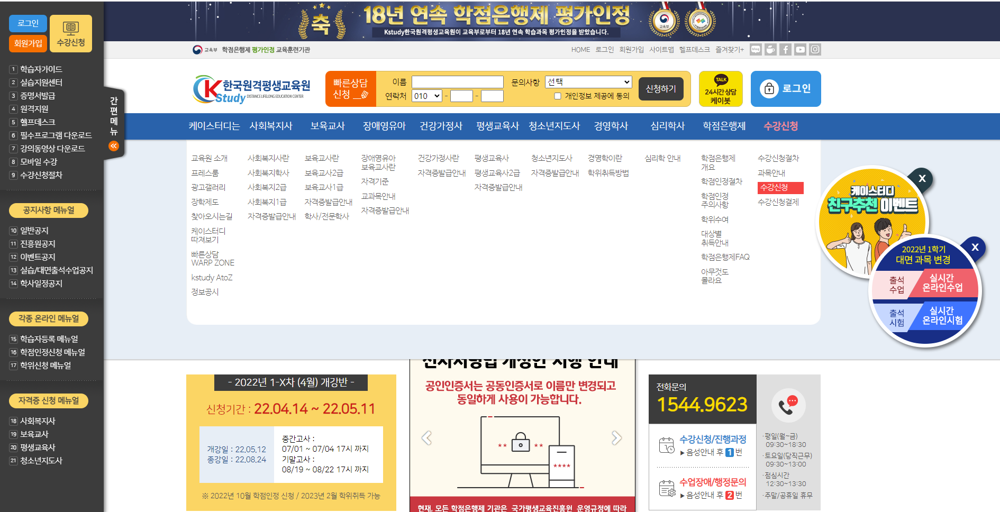 로그인
회원가입
수강신청
1 학습자가이드
2 실습지원센터
3 증명서발급
4 원격지원
5 헬프데스크
6 필수프로그램 다운로드
7 강의동영상 다운로드
8 모바일 수강
9 수강신청절차
공지사항 메뉴얼
10 일반공지
11 진흥원공지
12 이벤트공지
13 실습/대면출석수업공지
14 학사일정공지
각종 온라인 메뉴얼
15 학습자등록 메뉴얼
16 학점인정신청 메뉴얼
17 학위신청 메뉴얼
자격증 신청 메뉴얼
18 사회복지사
19 보육교사
20 평생교육사
21 청소년지도사
간편메뉴
축
18년 연속 학점은행제 평가인정
Kstudy한국원격평생교육원이 교육부로부터 18년 연속 학습과목 평가인정을 받았습니다.
교육부
교육부 학점은행제 평가인정 교육훈련기관
HOME 로그인 회원가입 사이트맵 헬프데스크 즐겨찾기+
blog
K Study 한국원격평생교육원
DISTANCE LIFELONG EDUCATION CENTER
빠른상담
신청
이름 문의사항 선택
연락처 010 - - 개인정보 제공에 동의
신청하기
TALK
24시간 상담
케이봇
로그인
케이스터디는 사회복지사 보육교사 장애영유아 건강가정사 평생교육사 청소년지도사 경영학사 심리학사 학점은행제 수강신청
교육원 소개
프레스룸
광고갤러리
장학제도
찾아오시는길
케이스터디
따져보기
빠른상담
WARP ZONE
kstudy AtoZ
정보공시
사회복지사란
사회복지학사
사회복지2급
사회복지1급
자격증발급안내
보육교사란
보육교사2급
보육교사1급
자격증발급안내
학사/전문학사
장애영유아
보육교사란
자격기준
교과목안내
자격증발급안내
건강가정사란
자격증발급안내
평생교육사
평생교육사2급
자격증발급안내
청소년지도사
자격증발급안내
경영학이란
학위취득방법
심리학 안내
학점은행제
개요
학점인정절차
학점인정
주의사항
학위수여
대상별
취득안내
학점은행제FAQ
아무것도
몰라요
수강신청절차
과목안내
수강신청
수강신청결제
X
케이스터디
친구추천 이벤트
X
2022년 1학기
대면 과목 변경
출석
수업
실시간
온라인수업
출석
시험
실시간
온라인시험
- 2022년 1-X차 (4월) 개강반 -
신청기간 : 22.04.14 ~ 22.05.11
개강일 : 22.05.12
종강일 : 22.08.24
중간고사 :
07/01 ~ 07/04 17시 까지
기말고사 :
08/19 ~ 08/22 17시 까지
※ 2022년 10월 학점인정 신청 / 2023년 2월 학위취득 가능
전자서명법 개정안 시행 안내
공인인증서는 공동인증서로 이름만 변경되고
동일하게 사용이 가능합니다.
** **
****
현재, 모든 학점은행제 기관은 국가평생교육진흥원 운영규정에 따라
전화문의
1544.9623
수강신청/진행과정
▶ 음성안내 후 1 번
수업장애/행정문의
▶ 음성안내 후 2 번
· 평일(월~금)
09:30~18:30
· 토요일(당직근무)
09:30~13:00
· 점심시간
12:30~13:30
· 주말/공휴일 휴무